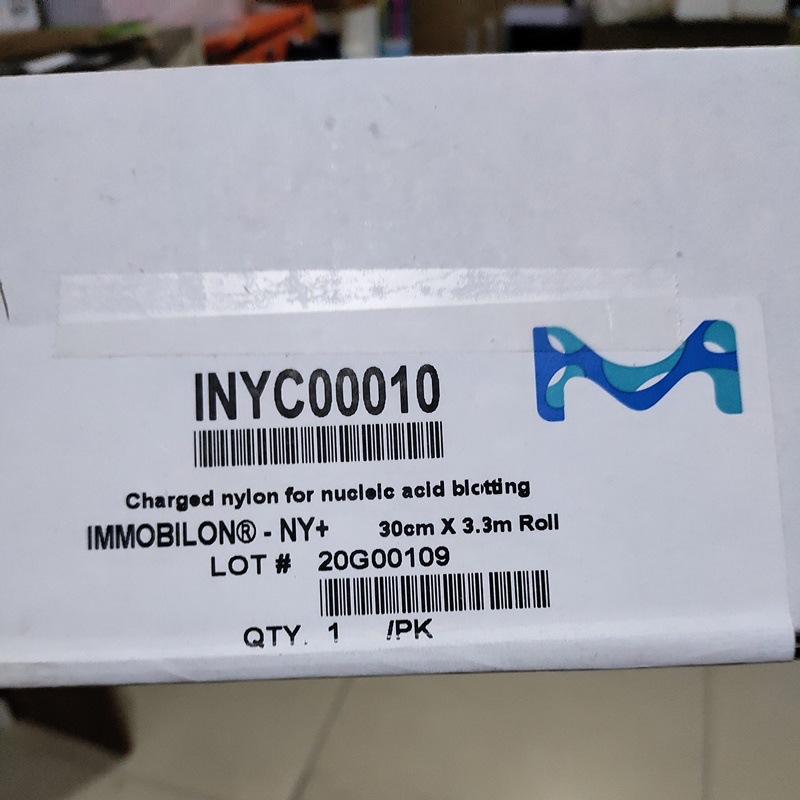 INYC00010
Charged nylon for nucleic acid blotting
IMMOBILON® - NY+ 30cm X 3.3m Roll
LOT # 20G00109
QTY. 1 /PK